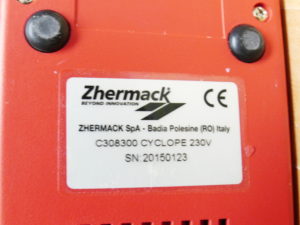 Zhermack
BEYOND INNOVATION
CE
ZHERMACK SpA - Badia Polesine (RO) Italy
C308300 CYCLOPE 230V
SN: 20150123